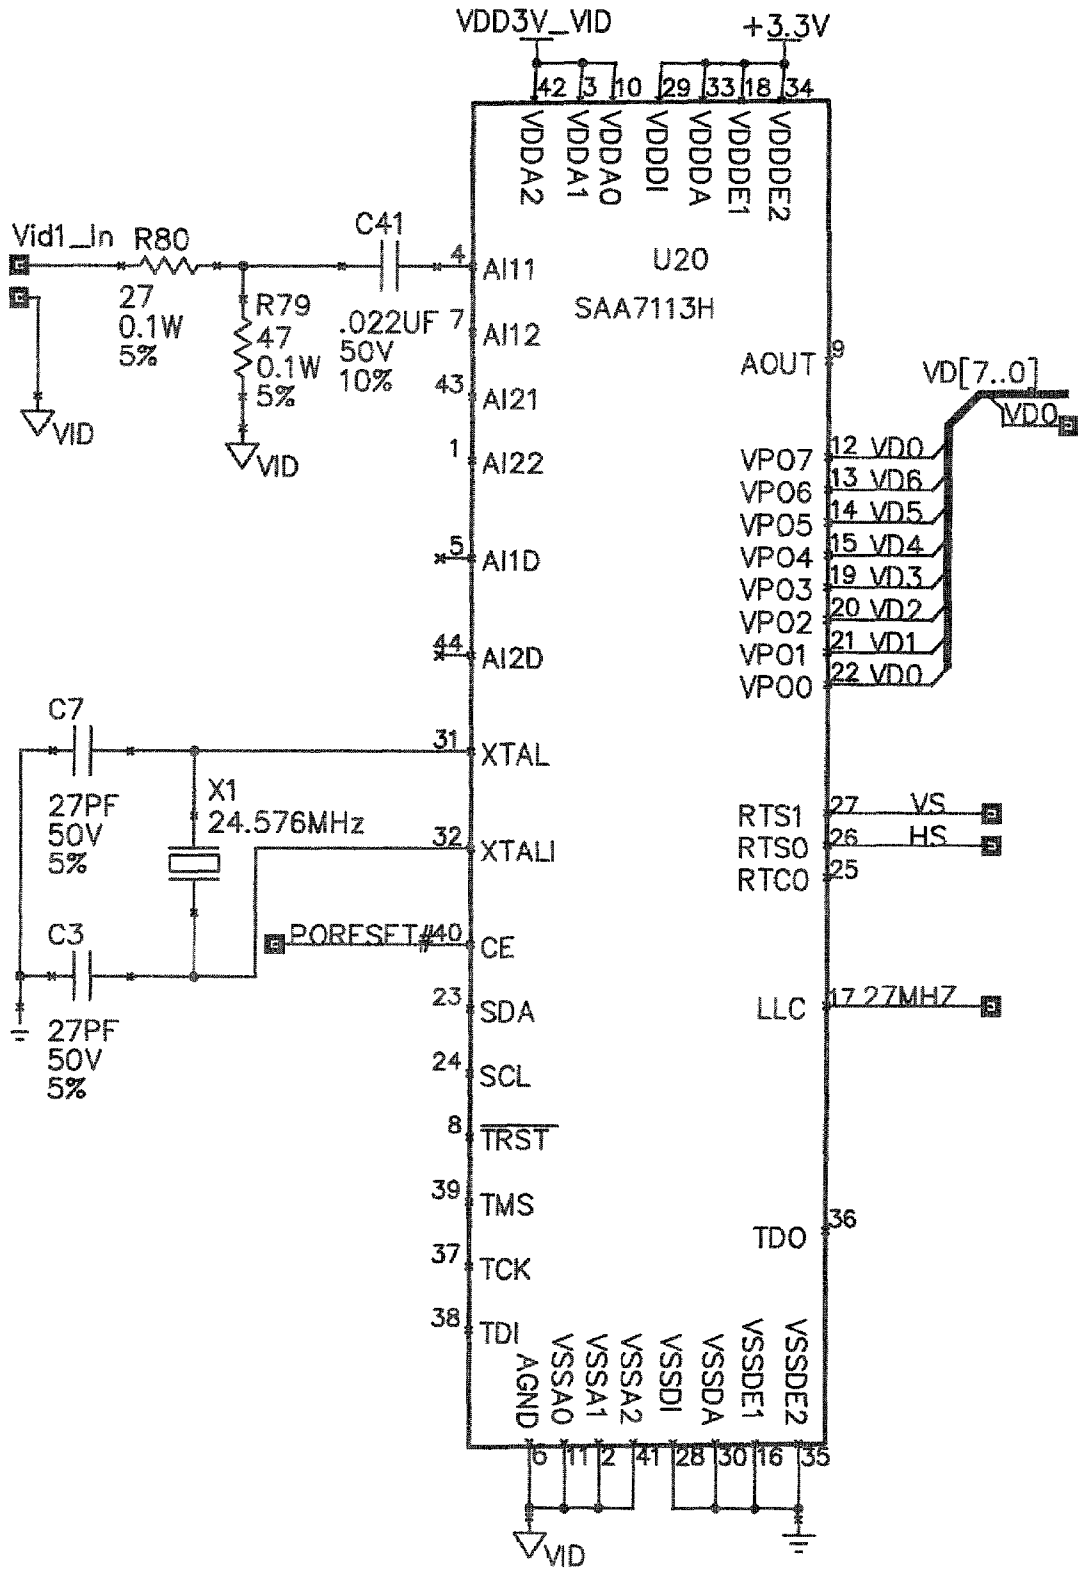 VDD3V_VID
+3.3V
42 3 10 29 33 18 34
VDDA2
VDDA1
VDDA0
VDDDI
VDDDA
VDDDE1
VDDDE2
U20
SAA7113H
Vid1_In
R80
27
0.1W
5%
VID
R79
47
0.1W
5%
VID
C41
.022UF
50V
10%
4 AI11
7 AI12
43 AI21
1 AI22
5 AI1D
44 AI2D
AOUT 9
VD[7..0]
VD0
VPO7 12 VD0
VPO6 13 VD6
VPO5 14 VD5
VPO4 15 VD4
VPO3 19 VD3
VPO2 20 VD2
VPO1 21 VD1
VPO0 22 VD0
C7
27PF
50V
5%
X1
24.576MHz
31 XTAL
32 XTALI
C3
27PF
50V
5%
PORESET# 40 CE
23 SDA
24 SCL
8 TRST
39 TMS
37 TCK
38 TDI
RTS1 27 VS
RTS0 26 HS
RTC0 25
LLC 17 27MHZ
TDO 36
AGND
VSSA0
VSSA1
VSSA2
VSSDI
VSSDA
VSSDE1
VSSDE2
6 11 2 41 28 30 16 35
VID